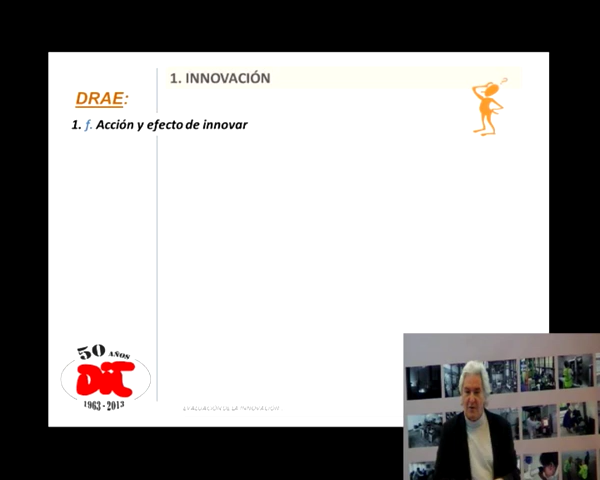 1. INNOVACIÓN
DRAE:
1. f. Acción y efecto de innovar
50 AÑOS
DIT
1963-2013
EVALUACIÓN DE LA INNOVACIÓN